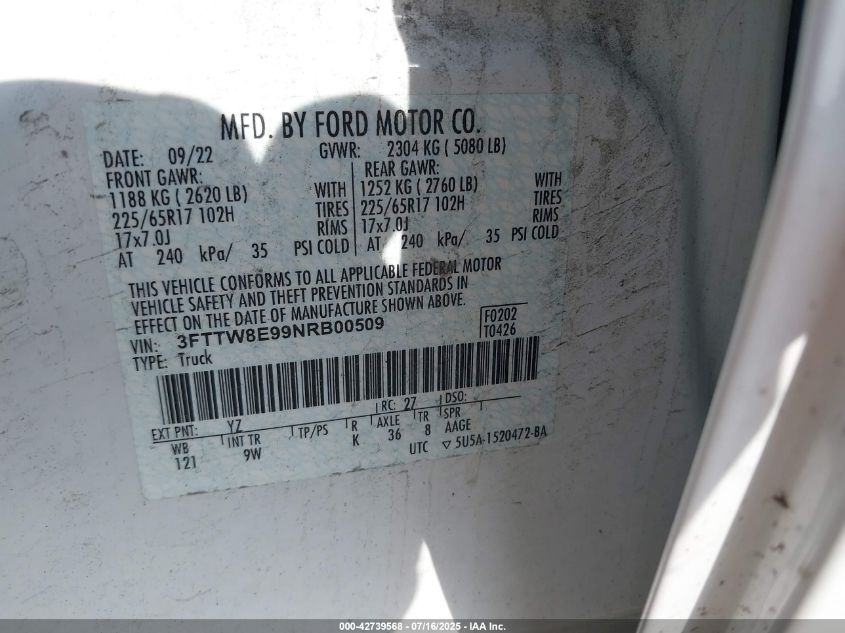 MFD. BY FORD MOTOR CO.
DATE: 09/22 GVWR: 2304 KG ( 5080 LB)
FRONT GAWR: REAR GAWR:
1188 KG ( 2620 LB) WITH 1252 KG ( 2760 LB) WITH
225/65R17 102H TIRES 225/65R17 102H TIRES
17x7.0J RIMS 17x7.0J RIMS
AT 240 kPa/ 35 PSI COLD AT 240 kPa/ 35 PSI COLD
THIS VEHICLE CONFORMS TO ALL APPLICABLE FEDERAL MOTOR
VEHICLE SAFETY AND THEFT PREVENTION STANDARDS IN
EFFECT ON THE DATE OF MANUFACTURE SHOWN ABOVE.
VIN: 3FTTW8E99NRB00509 F0202
TYPE: Truck T0426
EXT PNT: YZ RC: 27 DSO:
WB INT TR TP/PS R AXLE TR SPR
121 9W K 36 8 AAGE
UTC ▽ 5U5A-1520472-BA
000-42739568 - 07/16/2025 - IAA Inc.